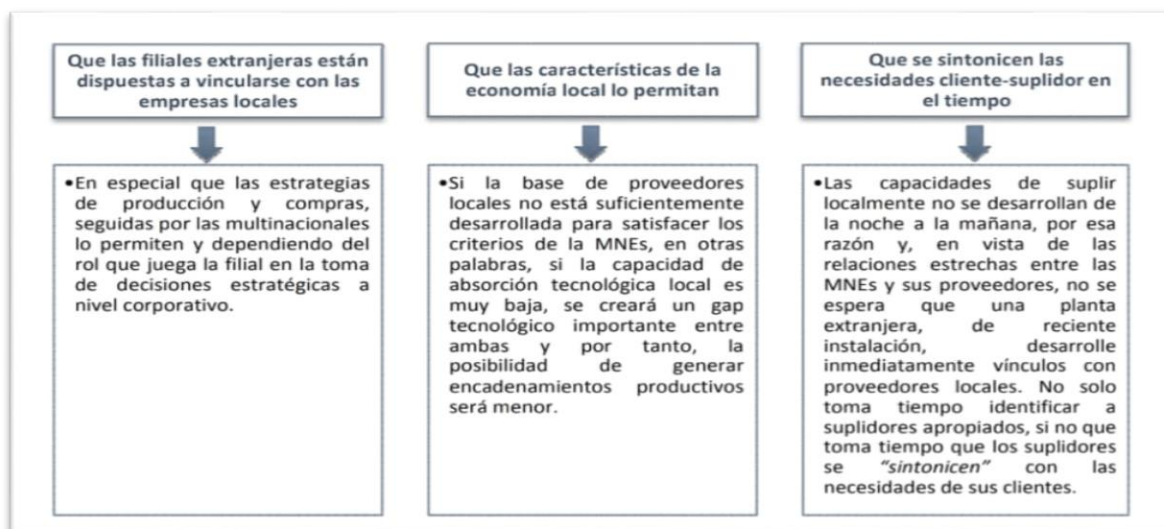 Que las filiales extranjeras están
dispuestas a vincularse con las
empresas locales
•En especial que las estrategias
de producción y compras,
seguidas por las multinacionales
lo permiten y dependiendo del
rol que juega la filial en la toma
de decisiones estratégicas a
nivel corporativo.
Que las características de la
economía local lo permitan
•Si la base de proveedores
locales no está suficientemente
desarrollada para satisfacer los
criterios de la MNEs, en otras
palabras, si la capacidad de
absorción tecnológica local es
muy baja, se creará un gap
tecnológico importante entre
ambas y por tanto, la
posibilidad de generar
encadenamientos productivos
será menor.
Que se sintonicen las
necesidades cliente-suplidor en
el tiempo
•Las capacidades de suplir
localmente no se desarrollan de
la noche a la mañana, por esa
razón y, en vista de las
relaciones estrechas entre las
MNEs y sus proveedores, no se
espera que una planta
extranjera, de reciente
instalación, desarrolle
inmediatamente vínculos con
proveedores locales. No solo
toma tiempo identificar a
suplidores apropiados, si no que
toma tiempo que los suplidores
se “sintonicen” con las
necesidades de sus clientes.